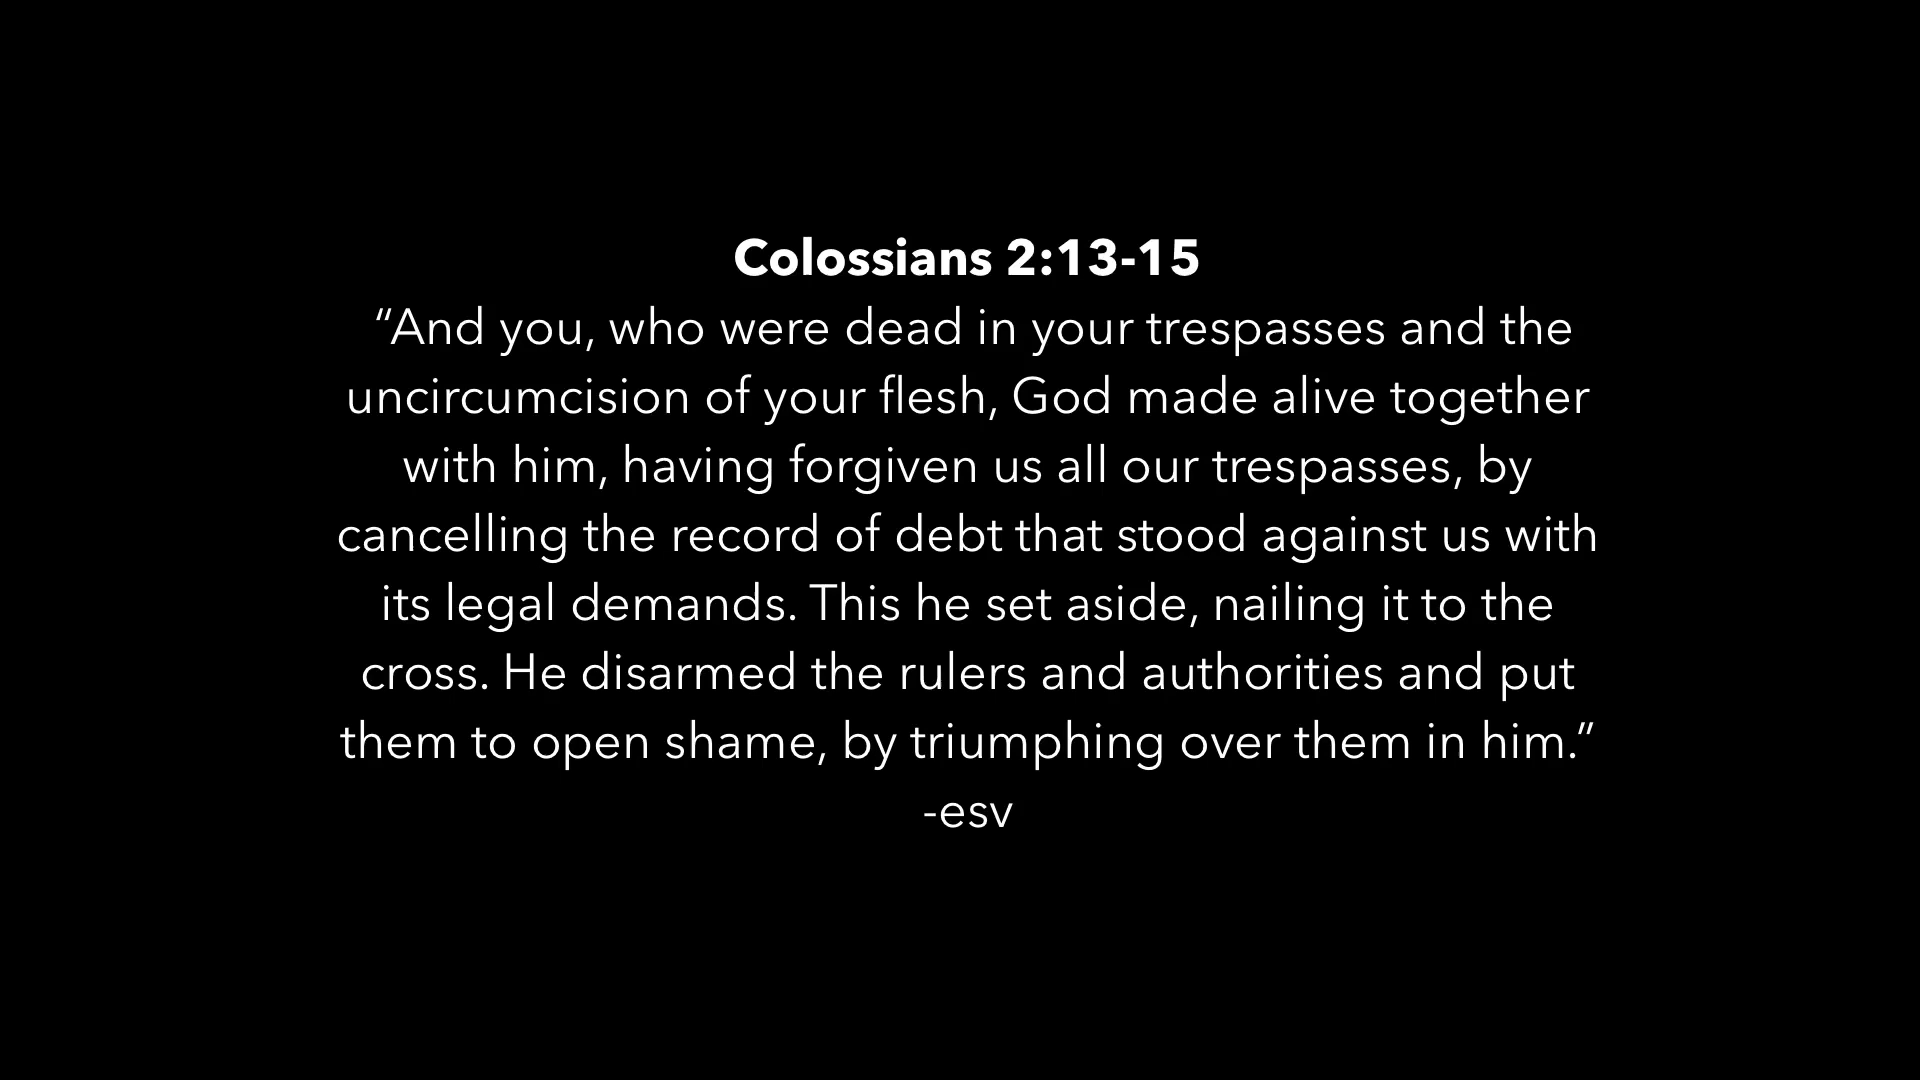 Colossians 2:13-15
“And you, who were dead in your trespasses and the
uncircumcision of your flesh, God made alive together
with him, having forgiven us all our trespasses, by
cancelling the record of debt that stood against us with
its legal demands. This he set aside, nailing it to the
cross. He disarmed the rulers and authorities and put
them to open shame, by triumphing over them in him.”
-esv